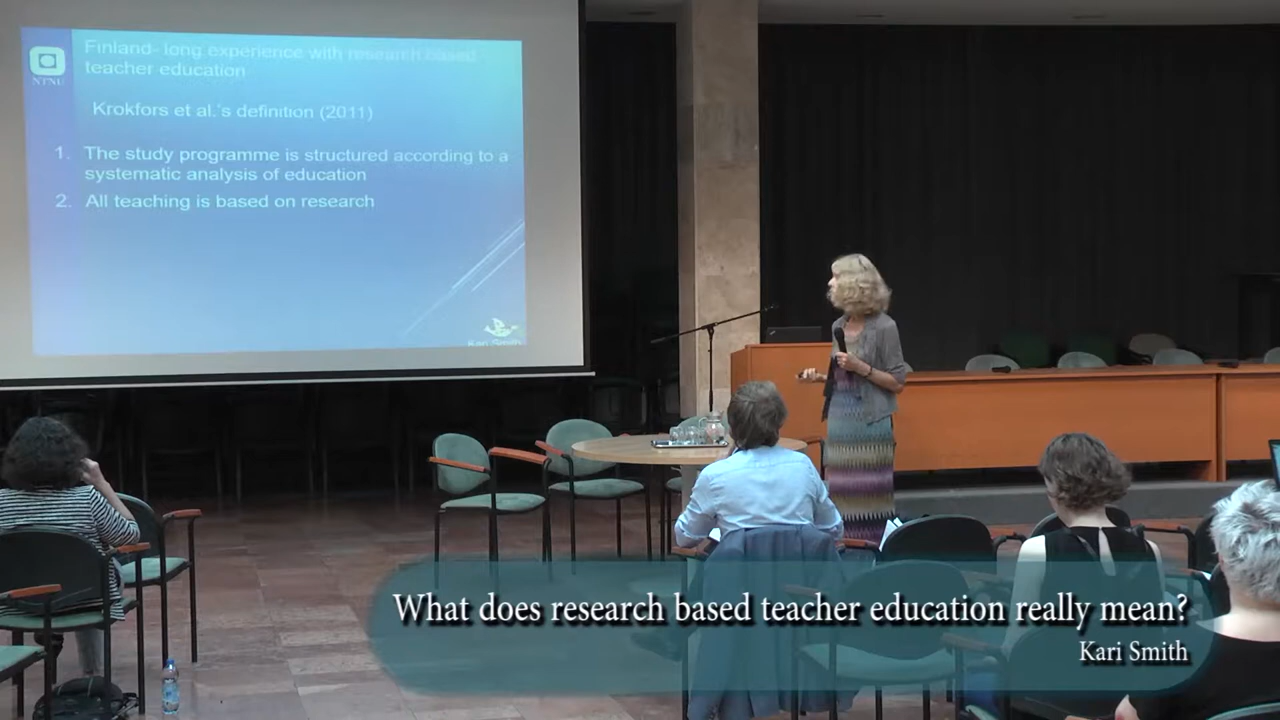 Finland- long experience with research based
teacher education
NTNU
Krokfors et al.´s definition (2011)
1. The study programme is structured according to a
systematic analysis of education
2. All teaching is based on research
Kari Smith
What does research based teacher education really mean?
Kari Smith